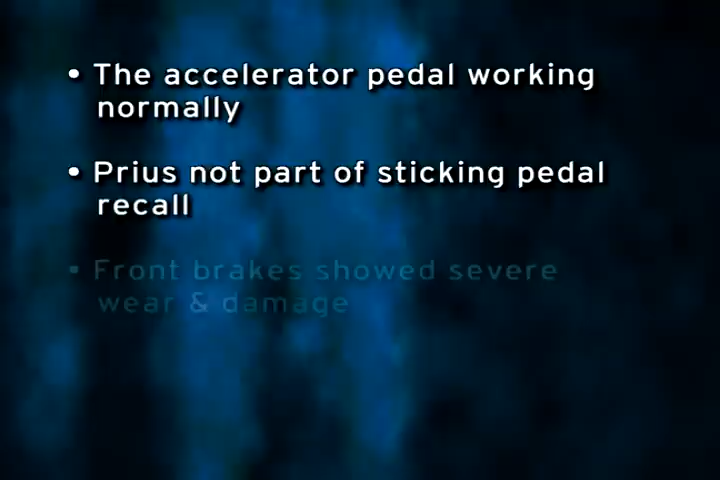 • The accelerator pedal working
normally
• Prius not part of sticking pedal
recall
• Front brakes showed severe
wear & damage